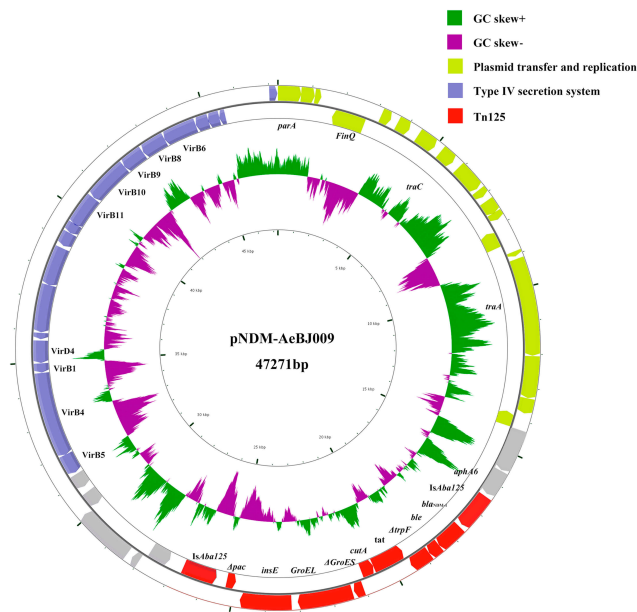 GC skew+
GC skew-
Plasmid transfer and replication
Type IV secretion system
Tn125
parA
FinQ
traC
traA
aphA6
IsAba125
blaNDM-1
ble
ΔtrpF
tat
cutA
ΔGroES
GroEL
insE
Δpac
IsAba125
VirB5
VirB4
VirB1
VirD4
VirB11
VirB10
VirB9
VirB8
VirB6
5 kbp
10 kbp
15 kbp
20 kbp
25 kbp
30 kbp
35 kbp
40 kbp
45 kbp
pNDM-AeBJ009
47271bp